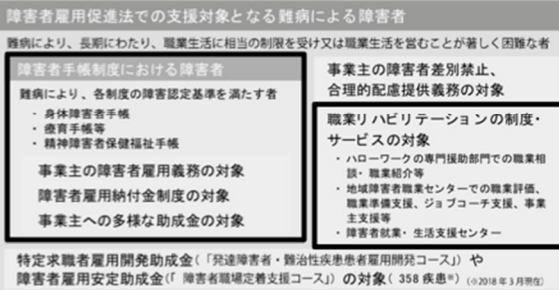 障害者雇用促進法での支援対象となる難病による障害者
難病により、長期にわたり、職業生活に相当の制限を受け又は職業生活を営むことが著しく困難な者
障害者手帳制度における障害者
難病により、各制度の障害認定基準を満たす者
・ 身体障害者手帳
・ 療育手帳等
・ 精神障害者保健福祉手帳
事業主の障害者雇用義務の対象
障害者雇用納付金制度の対象
事業主への多様な助成金の対象
事業主の障害者差別禁止、
合理的配慮提供義務の対象
職業リハビリテーションの制度・
サービスの対象
・ ハローワークの専門援助部門での職業相
談・職業紹介等
・ 地域障害者職業センターでの職業評価、
職業準備支援、ジョブコーチ支援、事業
主支援等
・ 障害者就業・生活支援センター
特定求職者雇用開発助成金(「発達障害者・難治性疾患患者雇用開発コース」)や
障害者雇用安定助成金(「障害者職場定着支援コース」)の対象(358疾患※)(※2018年3月現在)